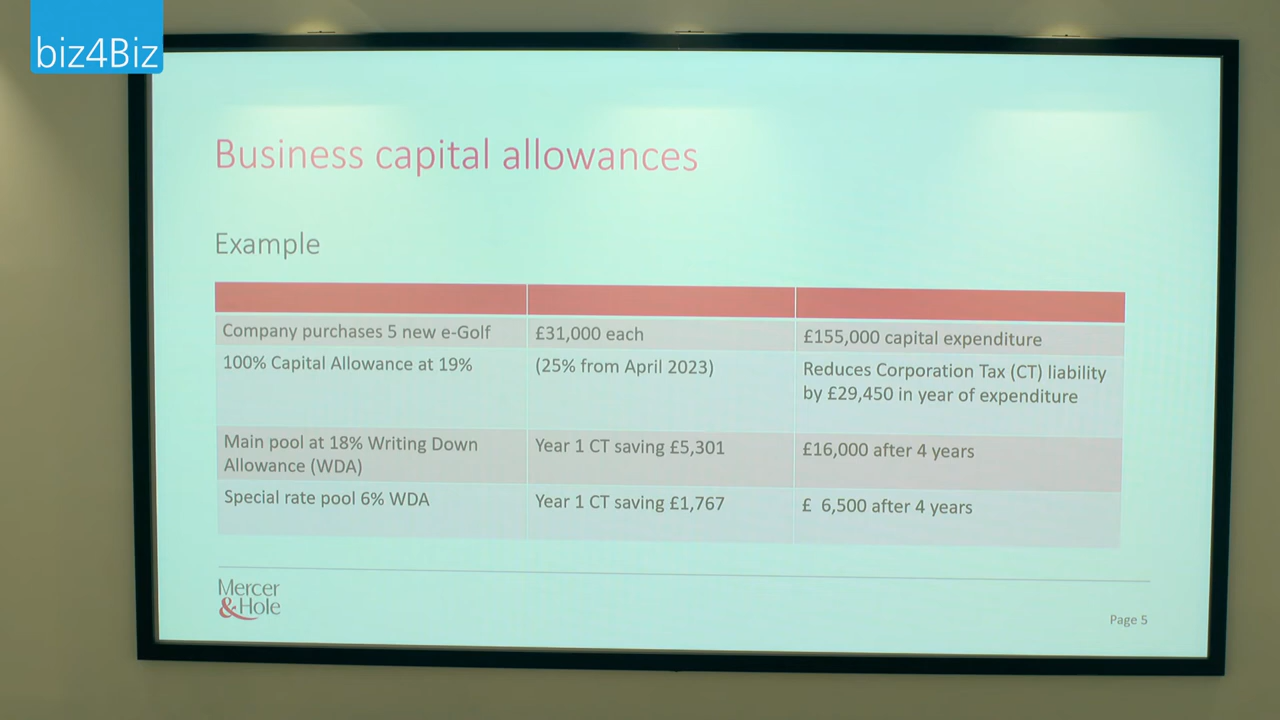 biz4Biz
Business capital allowances
Example
Company purchases 5 new e-Golf
£31,000 each
£155,000 capital expenditure
100% Capital Allowance at 19%
(25% from April 2023)
Reduces Corporation Tax (CT) liability
by £29,450 in year of expenditure
Main pool at 18% Writing Down
Allowance (WDA)
Year 1 CT saving £5,301
£16,000 after 4 years
Special rate pool 6% WDA
Year 1 CT saving £1,767
£ 6,500 after 4 years
Mercer
&Hole
Page 5